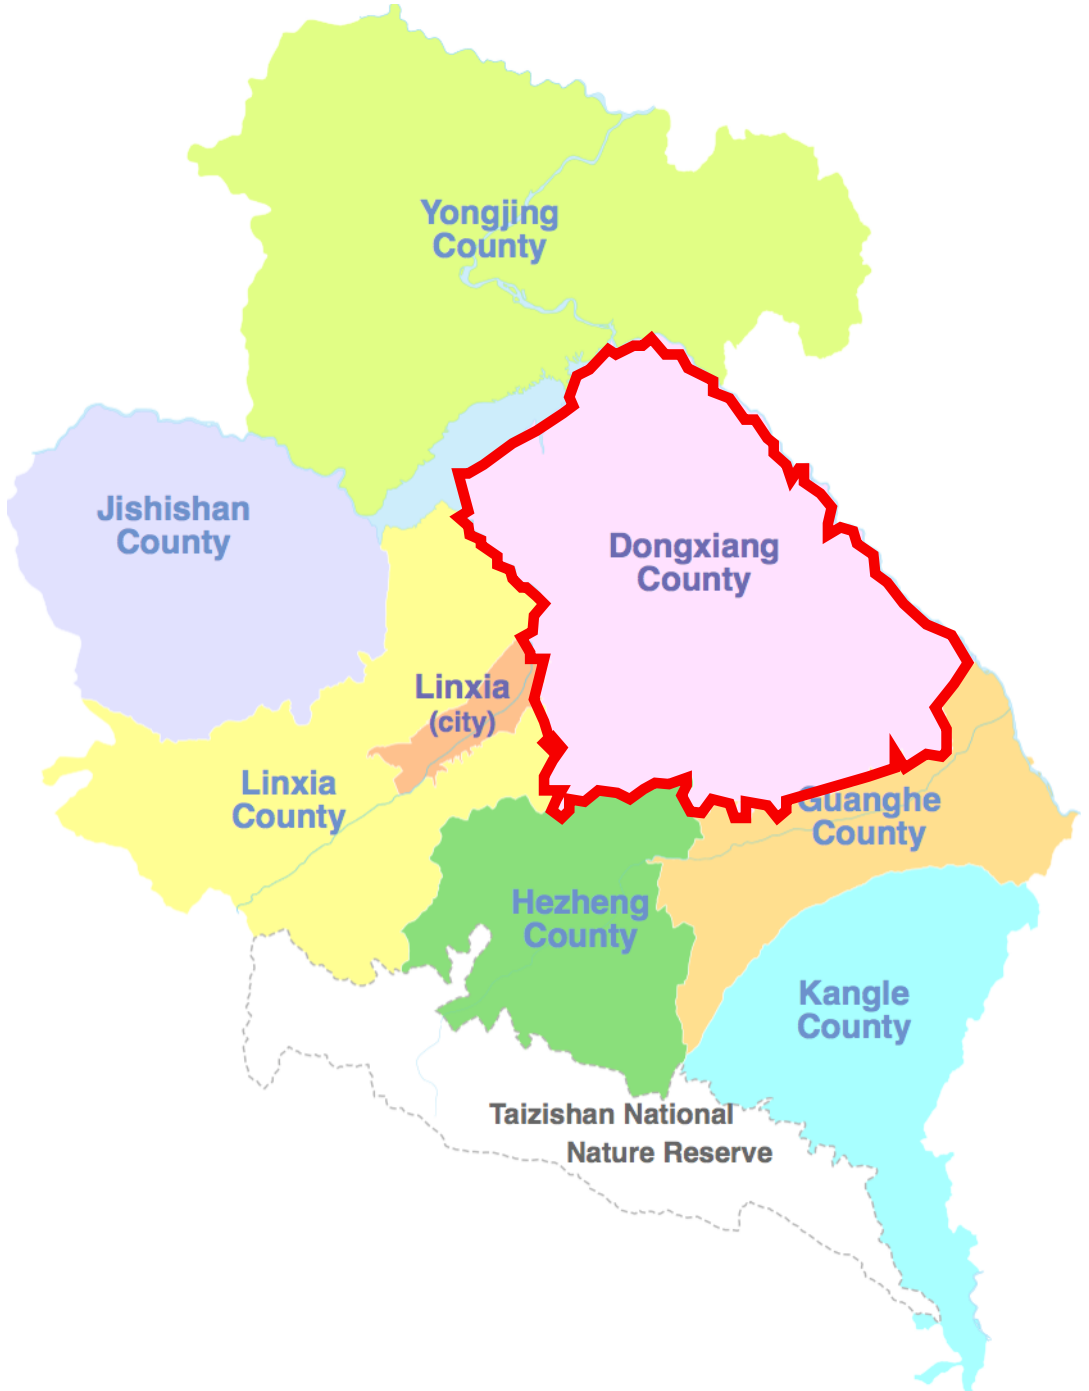 Yongjing
County
Jishishan
County
Dongxiang
County
Linxia
(city)
Linxia
County
Guanghe
County
Hezheng
County
Kangle
County
Taizishan National
Nature Reserve